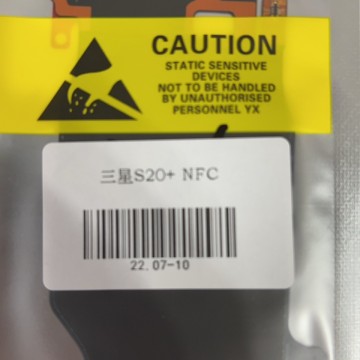 CAUTION
STATIC SENSITIVE
DEVICES
NOT TO BE HANDLED
BY UNAUTHORISED
PERSONNEL YX
三星S20+ NFC
22.07-10